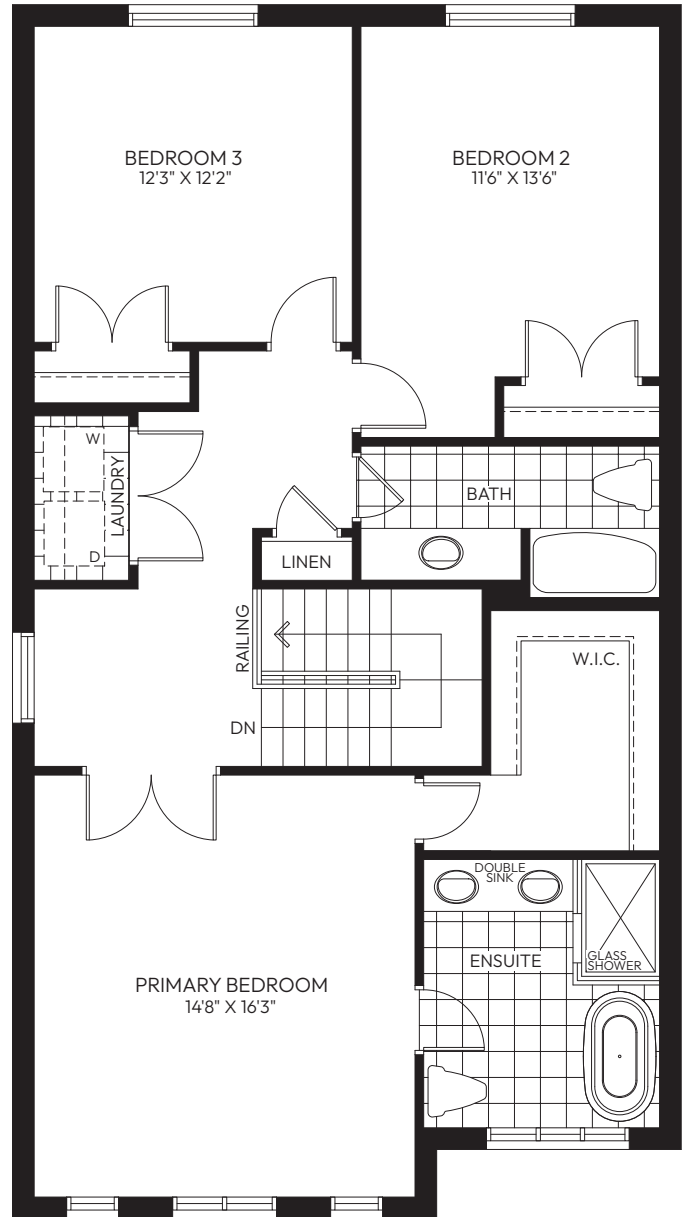 BEDROOM 3
12'3" X 12'2"
BEDROOM 2
11'6" X 13'6"
W
LAUNDRY
D
BATH
LINEN
RAILING
W.I.C.
DN
DOUBLE
SINK
ENSUITE
GLASS
SHOWER
PRIMARY BEDROOM
14'8" X 16'3"